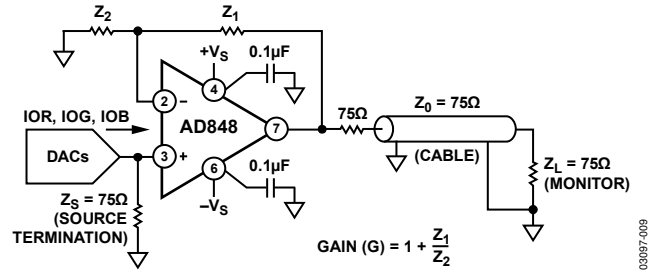 Z2
Z1
+VS
0.1µF
4
2
–
IOR, IOG, IOB
AD848
7
75Ω
Z0 = 75Ω
DACs
3
+
6
0.1µF
(CABLE)
ZL = 75Ω
(MONITOR)
ZS = 75Ω
(SOURCE
TERMINATION)
–VS
GAIN (G) = 1 + Z1
Z2
03097-009